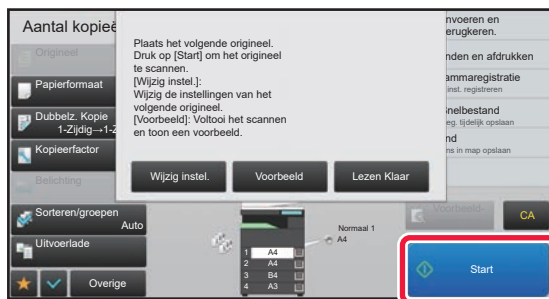 Aantal kopieë
Origineel
Papierformaat
Dubbelz. Kopie
1-Zijdig→1-Z
Kopieerfactor
Belichting
Sorteren/groepen
Auto
Uitvoerlade
Overige
Plaats het volgende origineel.
Druk op [Start] om het origineel
te scannen.
[Wijzig instel.]:
Wijzig de instellingen van het
volgende origineel.
[Voorbeeld]: Voltooi het scannen
en toon een voorbeeld.
Wijzig instel.
Voorbeeld
Lezen Klaar
Normaal 1
A4
1 A4
2 A4
3 B4
4 A3
nvoeren en
erugkeren.
nden en afdrukken
ammaregistratie
inst. registreren
nelbestand
eg. tijdelijk opslaan
nd
ns in map opslaan
Voorbeeld
CA
Start